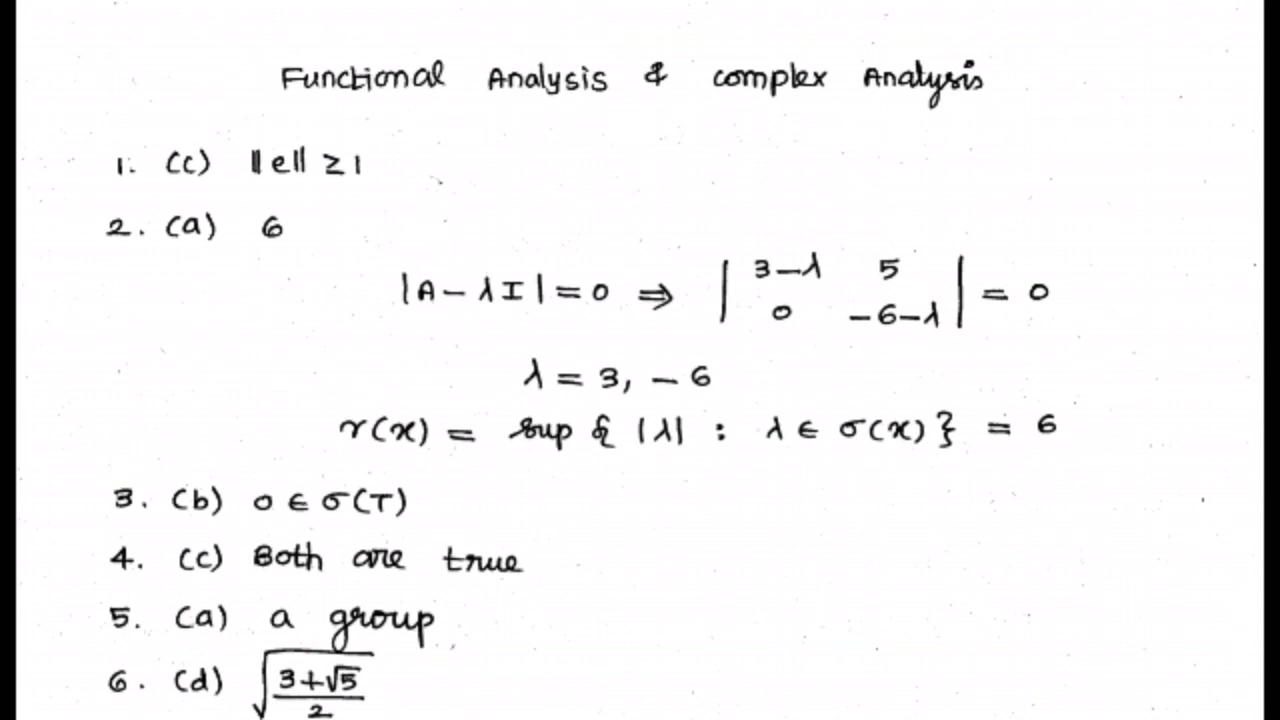 Functional Analysis & complex Analysis
1. (c) ||e|| ≥ 1
2. (a) 6
|A - λI| = 0 ⇒ | 3-λ 5 | = 0
0 -6-λ
λ = 3, -6
r(x) = sup { |λ| : λ ∈ σ(x) } = 6
3. (b) 0 ∈ σ(T)
4. (c) Both are true
5. (a) a group
6. (d) √((3+√5)/2)